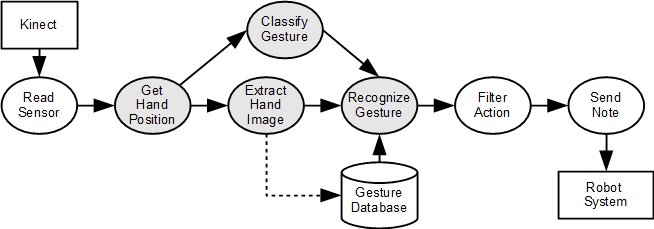 Kinect
Classify
Gesture
Read
Sensor
Get
Hand
Position
Extract
Hand
Image
Recognize
Gesture
Filter
Action
Send
Note
Gesture
Database
Robot
System